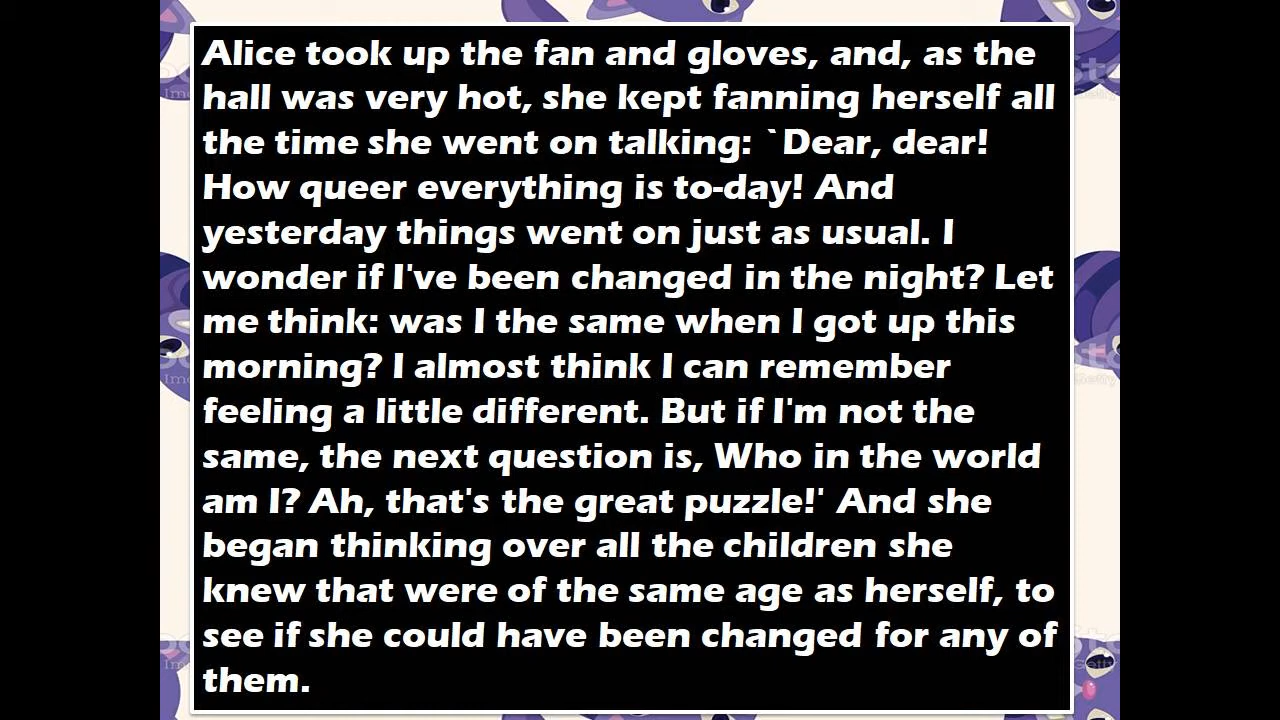 Alice took up the fan and gloves, and, as the
hall was very hot, she kept fanning herself all
the time she went on talking: `Dear, dear!
How queer everything is to-day! And
yesterday things went on just as usual. I
wonder if I've been changed in the night? Let
me think: was I the same when I got up this
morning? I almost think I can remember
feeling a little different. But if I'm not the
same, the next question is, Who in the world
am I? Ah, that's the great puzzle!' And she
began thinking over all the children she
knew that were of the same age as herself, to
see if she could have been changed for any of
them.